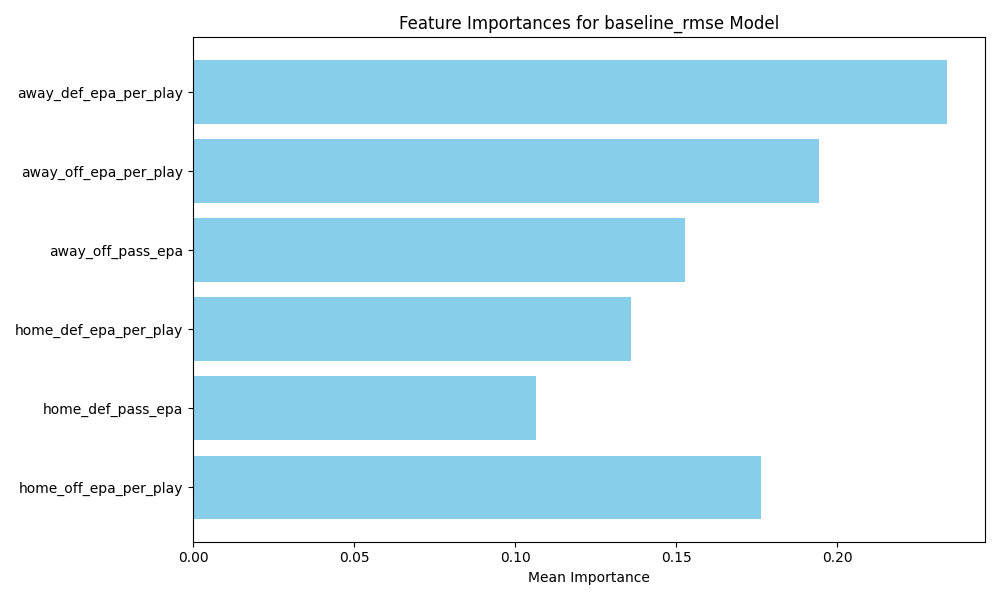 Feature Importances for baseline_rmse Model
away_def_epa_per_play
away_off_epa_per_play
away_off_pass_epa
home_def_epa_per_play
home_def_pass_epa
home_off_epa_per_play
0.00 0.05 0.10 0.15 0.20
Mean Importance